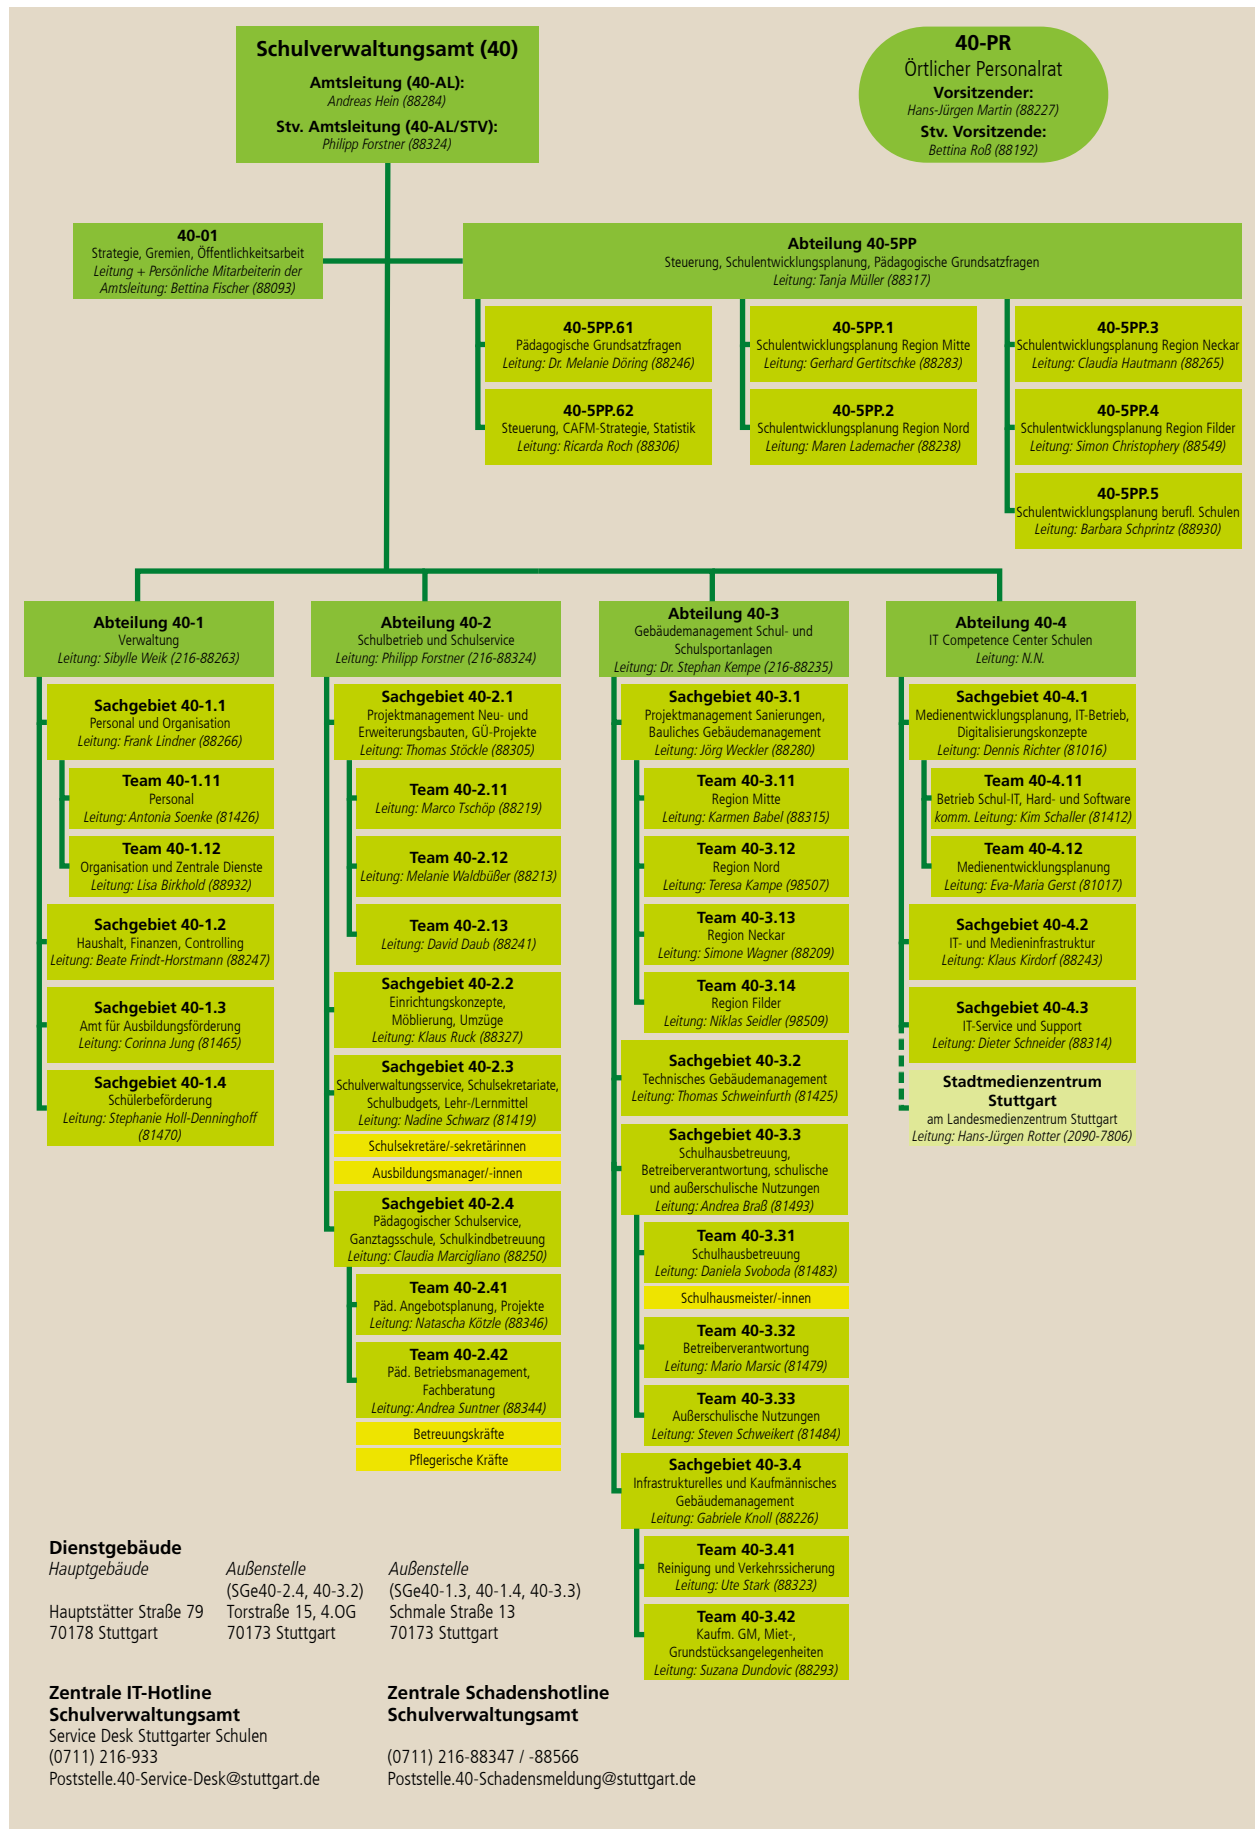 Schulverwaltungsamt (40)
Amtsleitung (40-AL):
Andreas Hein (88284)
Stv. Amtsleitung (40-AL/STV):
Philipp Forstner (88324)
40-PR
Örtlicher Personalrat
Vorsitzender:
Hans-Jürgen Martin (88227)
Stv. Vorsitzende:
Bettina Roß (88192)
40-01
Strategie, Gremien, Öffentlichkeitsarbeit
Leitung + Persönliche Mitarbeiterin der
Amtsleitung: Bettina Fischer (88093)
Abteilung 40-5PP
Steuerung, Schulentwicklungsplanung, Pädagogische Grundsatzfragen
Leitung: Tanja Müller (88317)
40-5PP.61
Pädagogische Grundsatzfragen
Leitung: Dr. Melanie Döring (88246)
40-5PP.62
Steuerung, CAFM-Strategie, Statistik
Leitung: Ricarda Roch (88306)
40-5PP.1
Schulentwicklungsplanung Region Mitte
Leitung: Gerhard Gertitschke (88283)
40-5PP.2
Schulentwicklungsplanung Region Nord
Leitung: Maren Lademacher (88238)
40-5PP.3
Schulentwicklungsplanung Region Neckar
Leitung: Claudia Hautmann (88265)
40-5PP.4
Schulentwicklungsplanung Region Filder
Leitung: Simon Christophery (88549)
40-5PP.5
Schulentwicklungsplanung berufl. Schulen
Leitung: Barbara Schprintz (88930)
Abteilung 40-1
Verwaltung
Leitung: Sibylle Weik (216-88263)
Sachgebiet 40-1.1
Personal und Organisation
Leitung: Frank Lindner (88266)
Team 40-1.11
Personal
Leitung: Antonia Soenke (81426)
Team 40-1.12
Organisation und Zentrale Dienste
Leitung: Lisa Birkhold (88932)
Sachgebiet 40-1.2
Haushalt, Finanzen, Controlling
Leitung: Beate Frindt-Horstmann (88247)
Sachgebiet 40-1.3
Amt für Ausbildungsförderung
Leitung: Corinna Jung (81465)
Sachgebiet 40-1.4
Schülerbeförderung
Leitung: Stephanie Holl-Denninghoff
(81470)
Abteilung 40-2
Schulbetrieb und Schulservice
Leitung: Philipp Forstner (216-88324)
Sachgebiet 40-2.1
Projektmanagement Neu- und
Erweiterungsbauten, GÜ-Projekte
Leitung: Thomas Stöckle (88305)
Team 40-2.11
Leitung: Marco Tschöp (88219)
Team 40-2.12
Leitung: Melanie Waldbüßer (88213)
Team 40-2.13
Leitung: David Daub (88241)
Sachgebiet 40-2.2
Einrichtungskonzepte,
Möblierung, Umzüge
Leitung: Klaus Ruck (88327)
Sachgebiet 40-2.3
Schulverwaltungsservice, Schulsekretariate,
Schulbudgets, Lehr-/Lernmittel
Leitung: Nadine Schwarz (81419)
Schulsekretäre/-sekretärinnen
Ausbildungsmanager/-innen
Sachgebiet 40-2.4
Pädagogischer Schulservice,
Ganztagsschule, Schulkindbetreuung
Leitung: Claudia Marcigliano (88250)
Team 40-2.41
Päd. Angebotsplanung, Projekte
Leitung: Natascha Kötzle (88346)
Team 40-2.42
Päd. Betriebsmanagement,
Fachberatung
Leitung: Andrea Suntner (88344)
Betreuungskräfte
Pflegerische Kräfte
Abteilung 40-3
Gebäudemanagement Schul- und
Schulsportanlagen
Leitung: Dr. Stephan Kempe (216-88235)
Sachgebiet 40-3.1
Projektmanagement Sanierungen,
Bauliches Gebäudemanagement
Leitung: Jörg Weckler (88280)
Team 40-3.11
Region Mitte
Leitung: Karmen Babel (88315)
Team 40-3.12
Region Nord
Leitung: Teresa Kampe (98507)
Team 40-3.13
Region Neckar
Leitung: Simone Wagner (88209)
Team 40-3.14
Region Filder
Leitung: Niklas Seidler (98509)
Sachgebiet 40-3.2
Technisches Gebäudemanagement
Leitung: Thomas Schweinfurth (81425)
Sachgebiet 40-3.3
Schulhausbetreuung,
Betreiberverantwortung, schulische
und außerschulische Nutzungen
Leitung: Andrea Braß (81493)
Team 40-3.31
Schulhausbetreuung
Leitung: Daniela Svoboda (81483)
Schulhausmeister/-innen
Team 40-3.32
Betreiberverantwortung
Leitung: Mario Marsic (81479)
Team 40-3.33
Außerschulische Nutzungen
Leitung: Steven Schweikert (81484)
Sachgebiet 40-3.4
Infrastrukturelles und Kaufmännisches
Gebäudemanagement
Leitung: Gabriele Knoll (88226)
Team 40-3.41
Reinigung und Verkehrssicherung
Leitung: Ute Stark (88323)
Team 40-3.42
Kaufm. GM, Miet-,
Grundstücksangelegenheiten
Leitung: Suzana Dundovic (88293)
Abteilung 40-4
IT Competence Center Schulen
Leitung: N.N.
Sachgebiet 40-4.1
Medienentwicklungsplanung, IT-Betrieb,
Digitalisierungskonzepte
Leitung: Dennis Richter (81016)
Team 40-4.11
Betrieb Schul-IT, Hard- und Software
komm. Leitung: Kim Schaller (81412)
Team 40-4.12
Medienentwicklungsplanung
Leitung: Eva-Maria Gerst (81017)
Sachgebiet 40-4.2
IT- und Medieninfrastruktur
Leitung: Klaus Kirdorf (88243)
Sachgebiet 40-4.3
IT-Service und Support
Leitung: Dieter Schneider (88314)
Stadtmedienzentrum
Stuttgart
am Landesmedienzentrum Stuttgart
Leitung: Hans-Jürgen Rotter (2090-7806)
Dienstgebäude
Hauptgebäude
Hauptstätter Straße 79
70178 Stuttgart
Außenstelle
(SGe40-2.4, 40-3.2)
Torstraße 15, 4.OG
70173 Stuttgart
Außenstelle
(SGe40-1.3, 40-1.4, 40-3.3)
Schmale Straße 13
70173 Stuttgart
Zentrale IT-Hotline
Schulverwaltungsamt
Service Desk Stuttgarter Schulen
(0711) 216-933
Poststelle.40-Service-Desk@stuttgart.de
Zentrale Schadenshotline
Schulverwaltungsamt
(0711) 216-88347 / -88566
Poststelle.40-Schadensmeldung@stuttgart.de